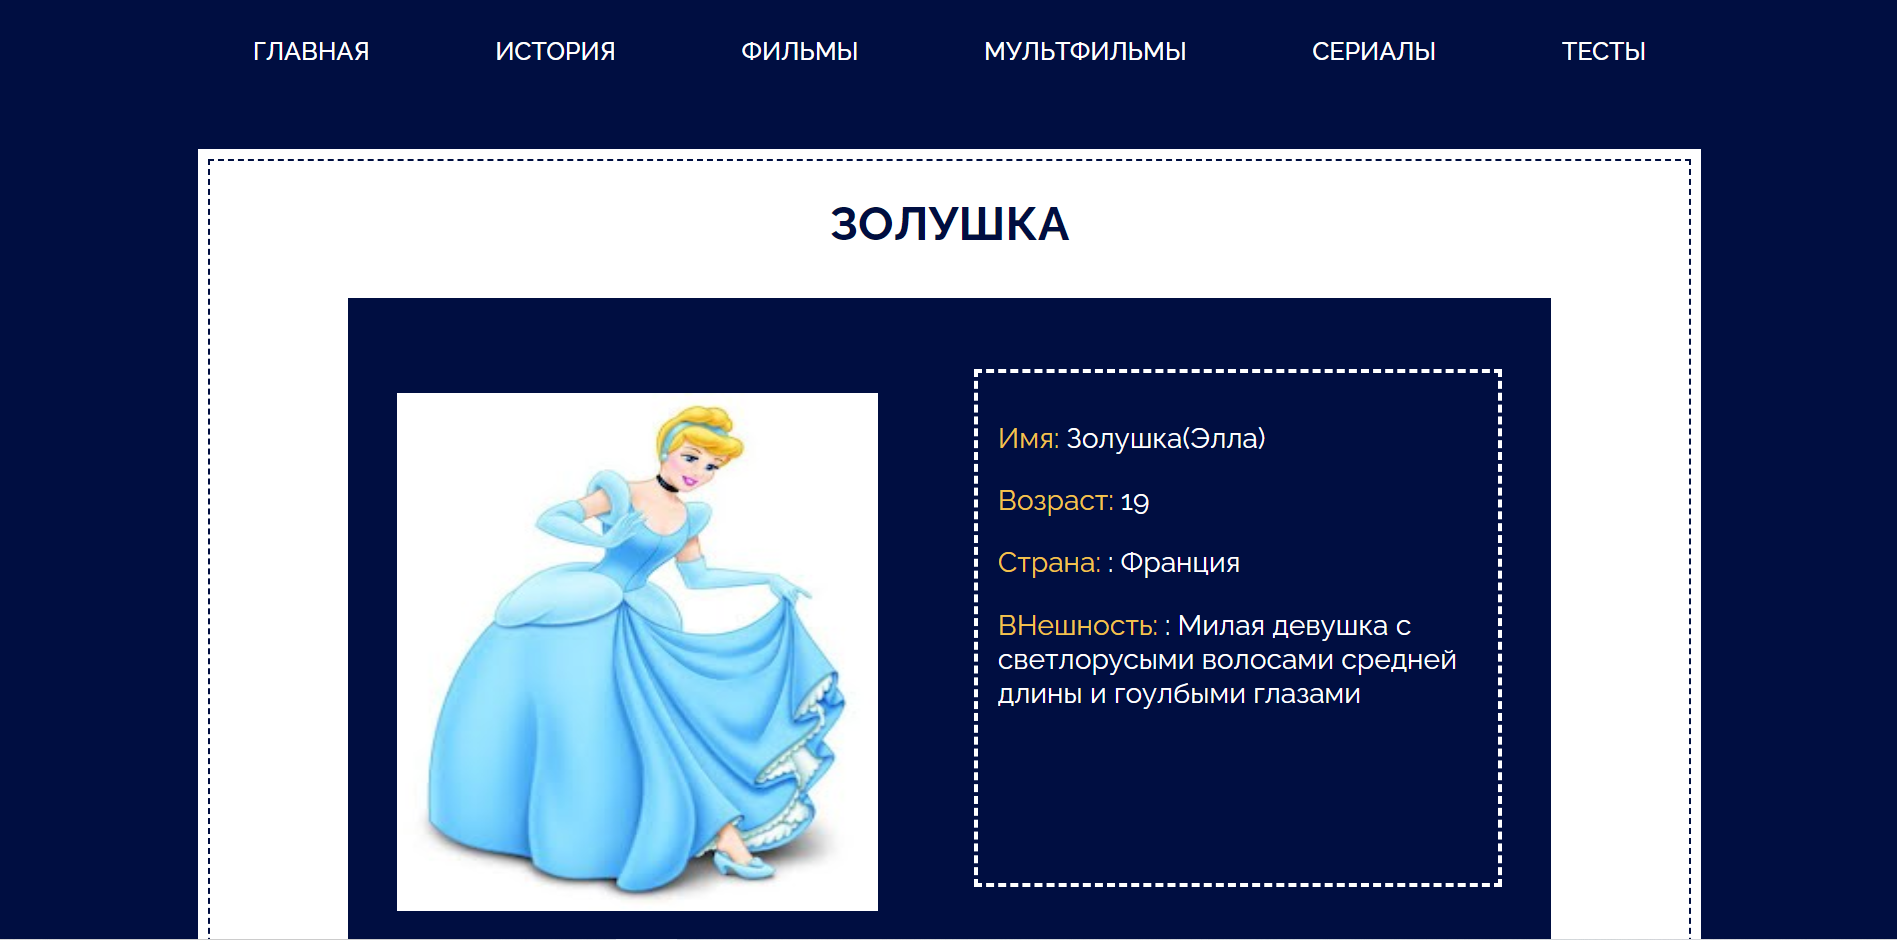 ГЛАВНАЯ ИСТОРИЯ ФИЛЬМЫ МУЛЬТФИЛЬМЫ СЕРИАЛЫ ТЕСТЫ
ЗОЛУШКА
Имя: Золушка(Элла)
Возраст: 19
Страна: : Франция
ВНешность: : Милая девушка с
светлорусыми волосами средней
длины и гоулбыми глазами